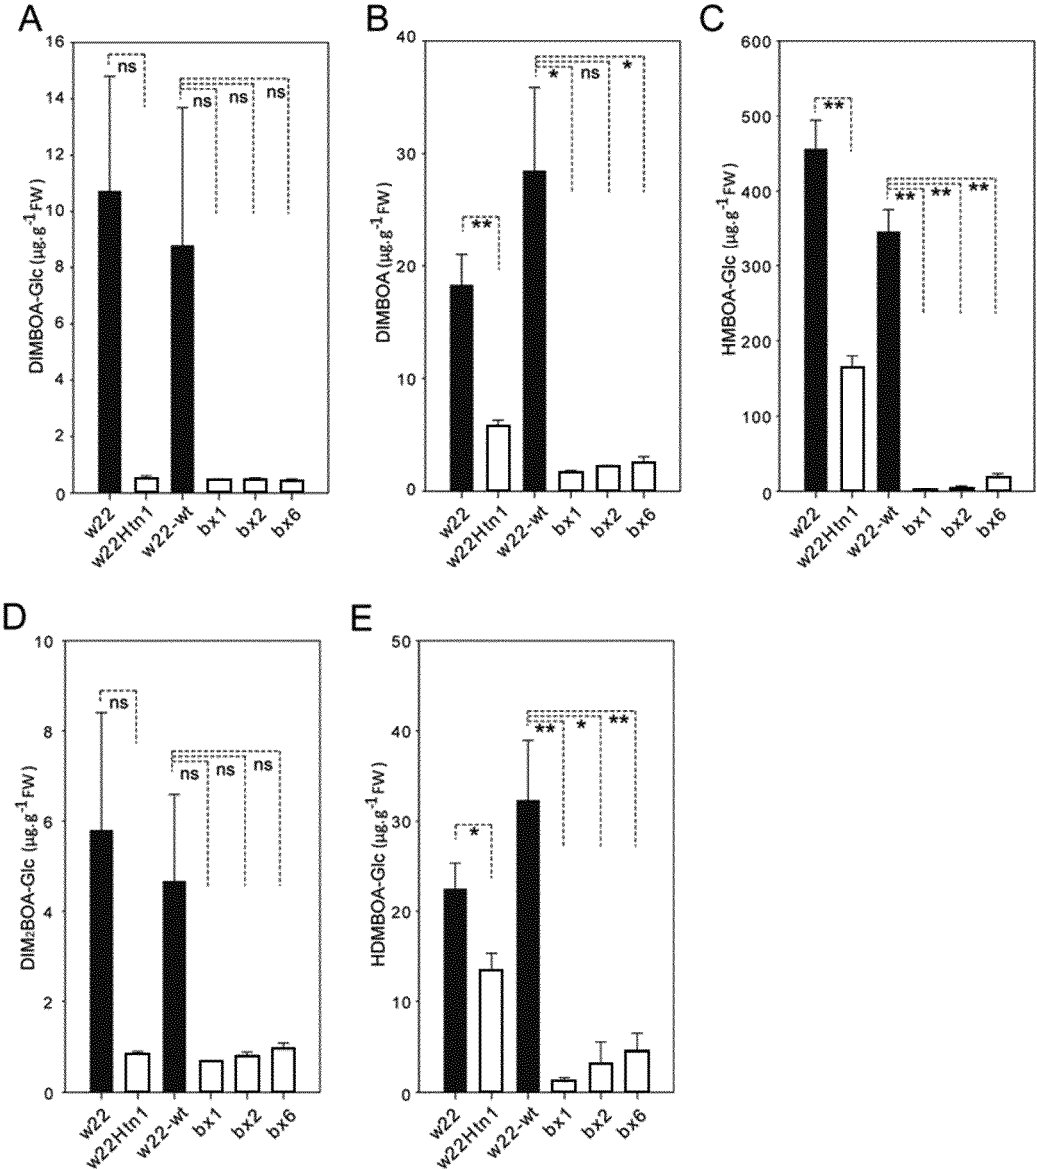 A
DIMBOA-Glc (µg.g⁻¹FW)
16
14
12
10
8
6
4
2
0
ns
ns
ns
ns
w22
w22Htn1
w22-wt
bx1
bx2
bx6
B
DIMBOA (µg.g⁻¹FW)
40
30
20
10
0
**
*
ns
*
w22
w22Htn1
w22-wt
bx1
bx2
bx6
C
HMBOA-Glc (µg.g⁻¹FW)
600
500
400
300
200
100
0
**
**
**
**
w22
w22Htn1
w22-wt
bx1
bx2
bx6
D
DIM₂BOA-Glc (µg.g⁻¹FW)
10
8
6
4
2
0
ns
ns
ns
ns
w22
w22Htn1
w22-wt
bx1
bx2
bx6
E
HDMBOA-Glc (µg.g⁻¹FW)
50
40
30
20
10
0
*
**
*
**
w22
w22Htn1
w22-wt
bx1
bx2
bx6